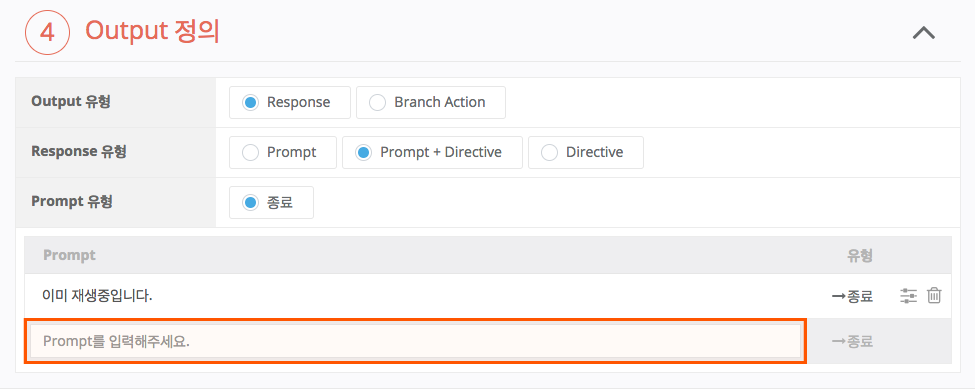 4 Output 정의
Output 유형 Response Branch Action
Response 유형 Prompt Prompt + Directive Directive
Prompt 유형 종료
Prompt 유형
이미 재생중입니다. →종료
Prompt를 입력해주세요. →종료